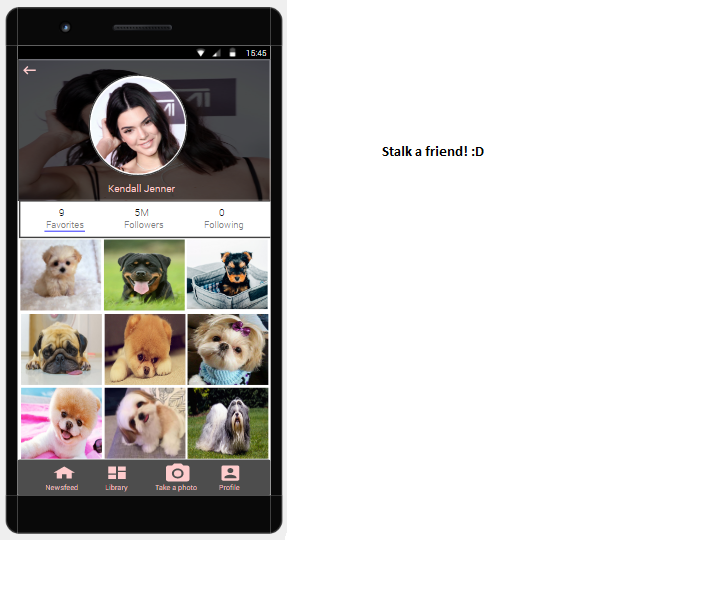 15:45
Kendall Jenner
9 5M 0
Favorites Followers Following
Newsfeed Library Take a photo Profile
Stalk a friend! :D